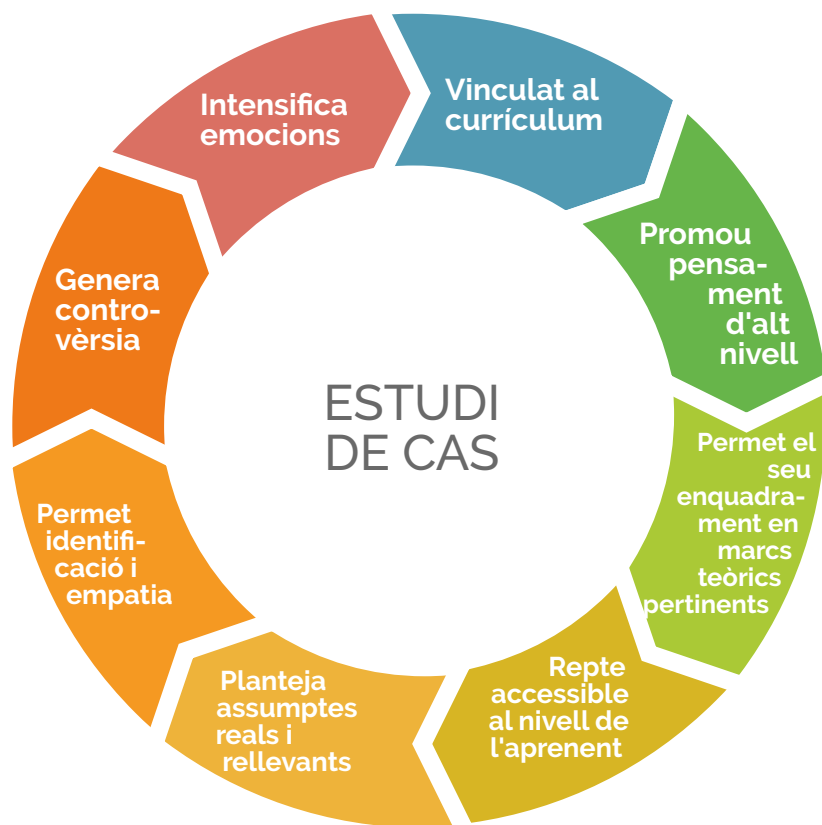 Vinculat al
currículum
Promou
pensa-
ment
d'alt
nivell
Permet el
seu
enquadra-
ment en
marcs
teòrics
pertinents
Repte
accessible
al nivell de
l'aprenent
Planteja
assumptes
reals i
rellevants
Permet
identifi-
cació i
empatia
Genera
contro-
vèrsia
Intensifica
emocions
ESTUDI
DE CAS